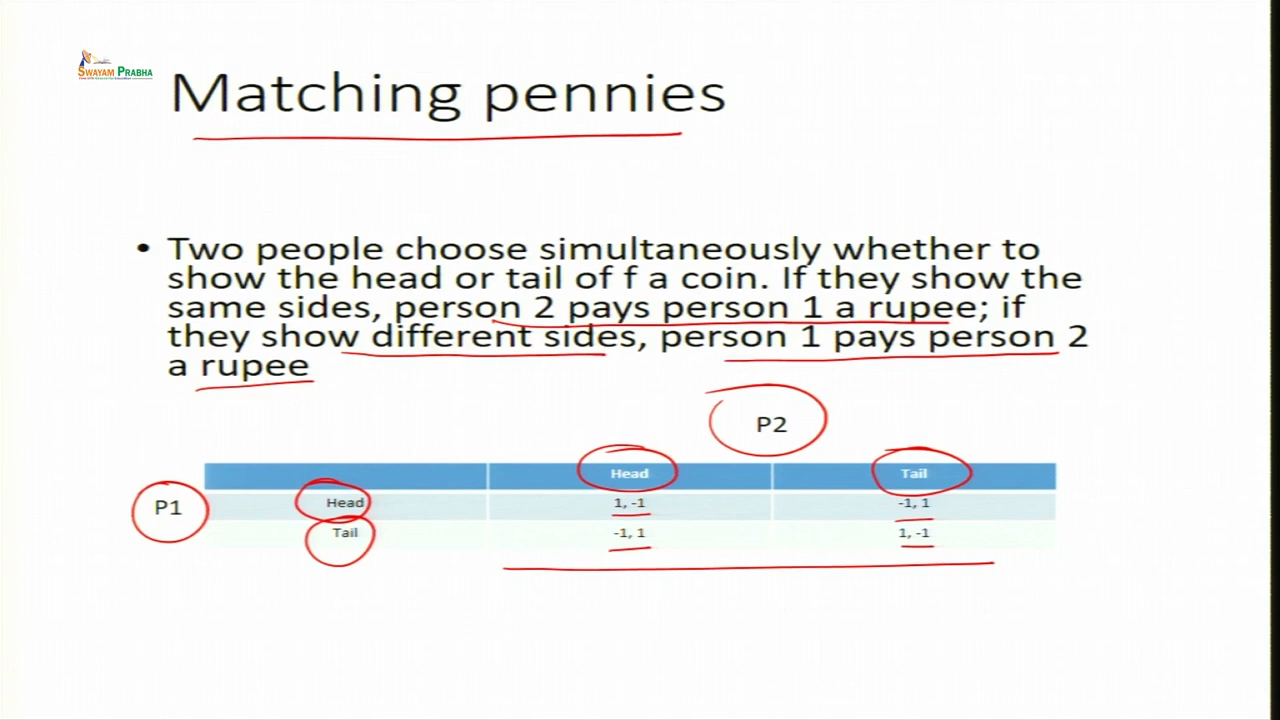 SWAYAM PRABHA
Matching pennies
• Two people choose simultaneously whether to
show the head or tail of f a coin. If they show the
same sides, person 2 pays person 1 a rupee; if
they show different sides, person 1 pays person 2
a rupee
P2
Head Tail
P1 Head 1, -1 -1, 1
Tail -1, 1 1, -1